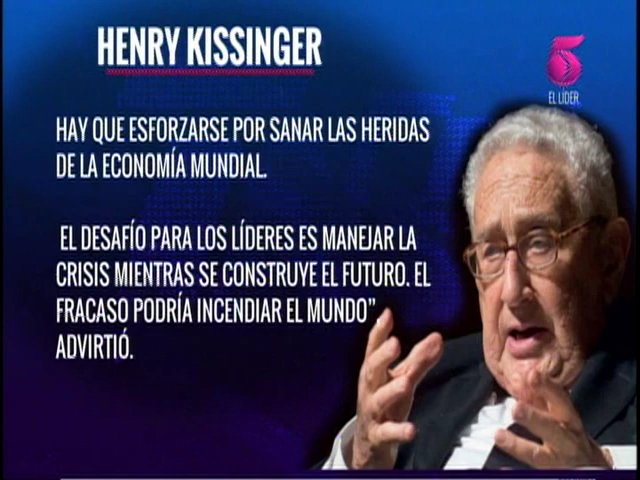 HENRY KISSINGER
5
EL LÍDER
HAY QUE ESFORZARSE POR SANAR LAS HERIDAS
DE LA ECONOMÍA MUNDIAL.
EL DESAFÍO PARA LOS LÍDERES ES MANEJAR LA
CRISIS MIENTRAS SE CONSTRUYE EL FUTURO. EL
FRACASO PODRÍA INCENDIAR EL MUNDO"
ADVIRTIÓ.